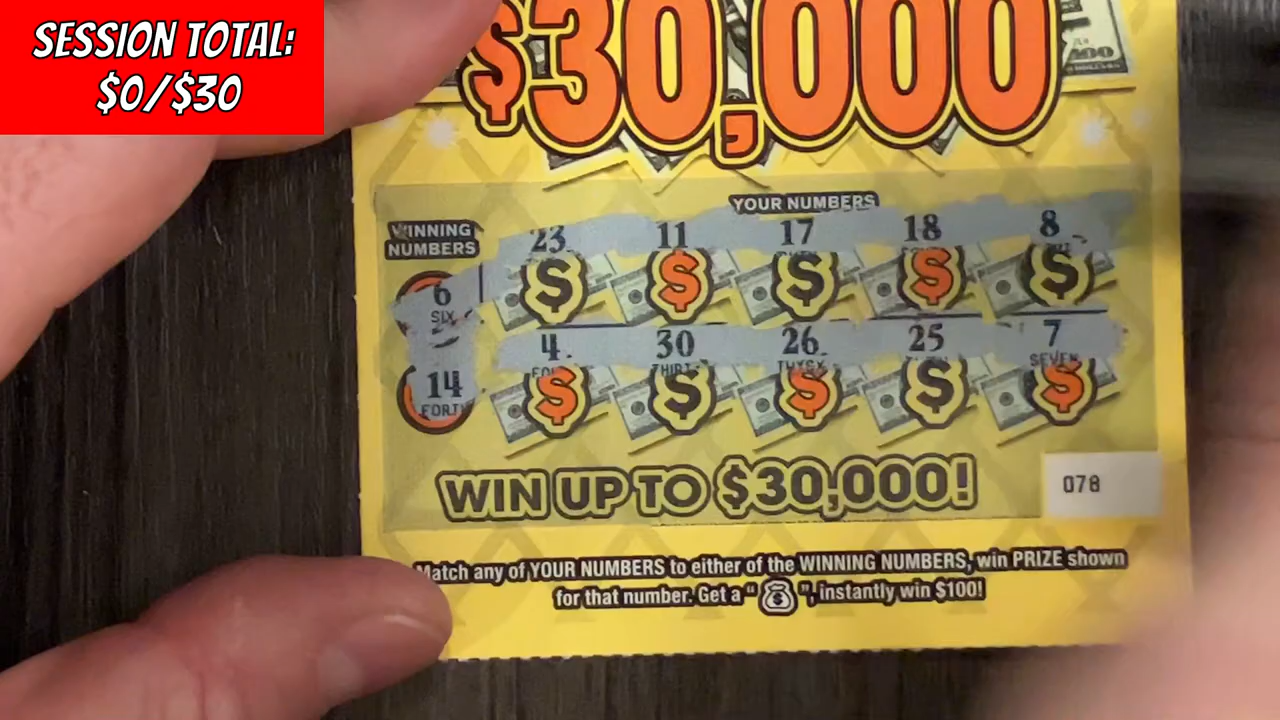 SESSION TOTAL:
$0/$30
$30,000
100
YOUR NUMBERS
WINNING
NUMBERS
23 11 17 18 8
6
SIX
4 30 26 25 7
SEVEN
14
WIN UP TO $30,000!
078
Match any of YOUR NUMBERS to either of the WINNING NUMBERS, win PRIZE shown
for that number. Get a " $ ", instantly win $100!